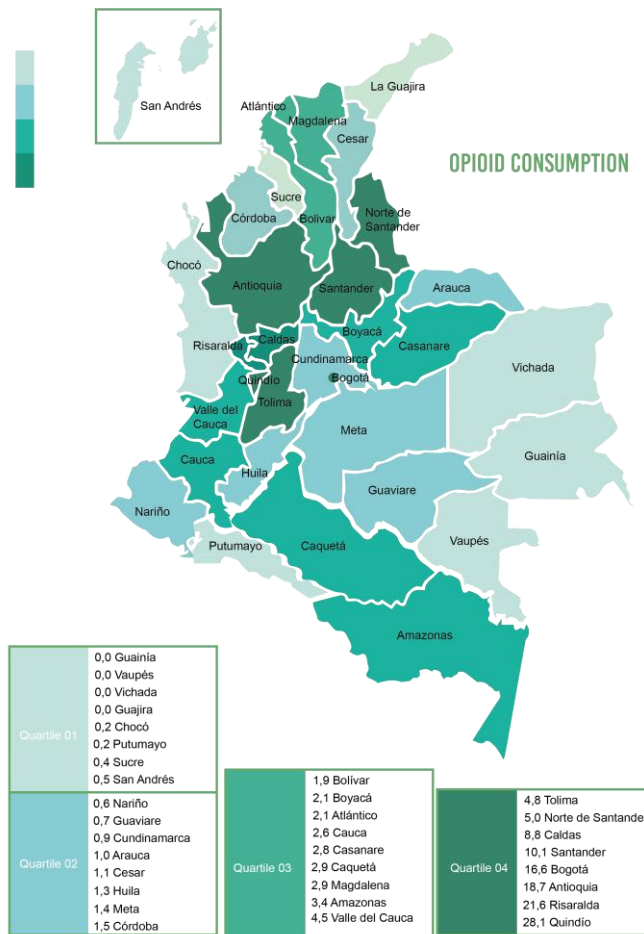 San Andrés
La Guajira
Atlántico
Magdalena
Cesar
OPIOID CONSUMPTION
Sucre
Norte de
Santander
Córdoba
Bolivar
Chocó
Antioquia
Santander
Arauca
Boyacá
Risaralda
Caldas
Casanare
Cundinamarca
Vichada
Quindío
Bogotá
Tolima
Valle del
Cauca
Meta
Guainía
Cauca
Huila
Guaviare
Nariño
Vaupés
Putumayo
Caquetá
Amazonas
Quartile 01
0,0 Guainía
0,0 Vaupés
0,0 Vichada
0,0 Guajira
0,2 Chocó
0,2 Putumayo
0,4 Sucre
0,5 San Andrés
Quartile 02
0,6 Nariño
0,7 Guaviare
0,9 Cundinamarca
1,0 Arauca
1,1 Cesar
1,3 Huila
1,4 Meta
1,5 Córdoba
Quartile 03
1,9 Bolívar
2,1 Boyacá
2,1 Atlántico
2,6 Cauca
2,8 Casanare
2,9 Caquetá
2,9 Magdalena
3,4 Amazonas
4,5 Valle del Cauca
Quartile 04
4,8 Tolima
5,0 Norte de Santande
8,8 Caldas
10,1 Santander
16,6 Bogotá
18,7 Antioquia
21,6 Risaralda
28,1 Quindío